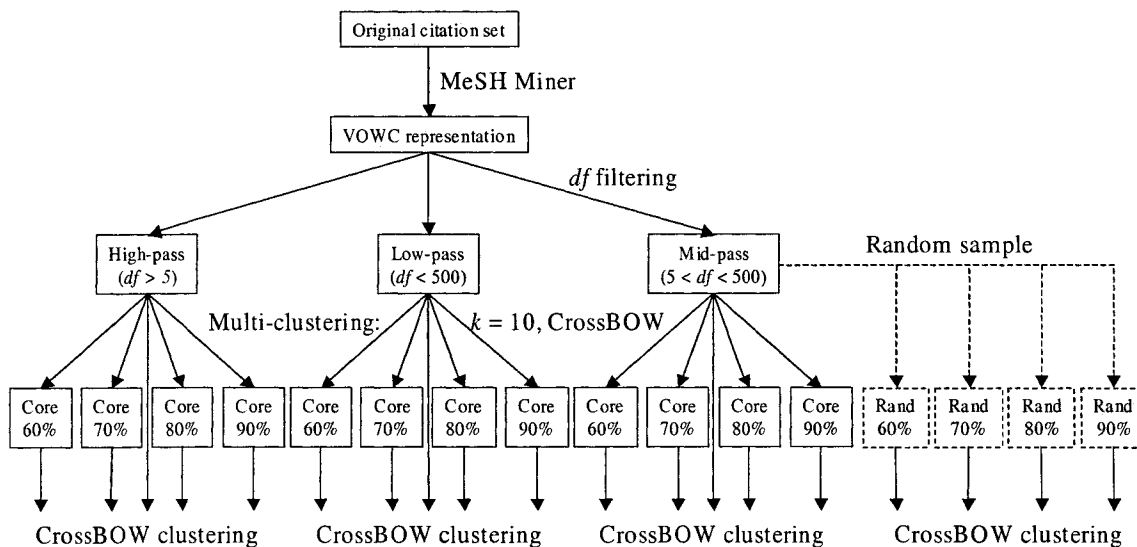 Original citation set
MeSH Miner
VOWC representation
df filtering
High-pass
(df > 5)
Low-pass
(df < 500)
Mid-pass
(5 < df < 500)
Random sample
Multi-clustering: k = 10, CrossBOW
Core
60%
Core
70%
Core
80%
Core
90%
Core
60%
Core
70%
Core
80%
Core
90%
Core
60%
Core
70%
Core
80%
Core
90%
Rand
60%
Rand
70%
Rand
80%
Rand
90%
CrossBOW clustering
CrossBOW clustering
CrossBOW clustering
CrossBOW clustering